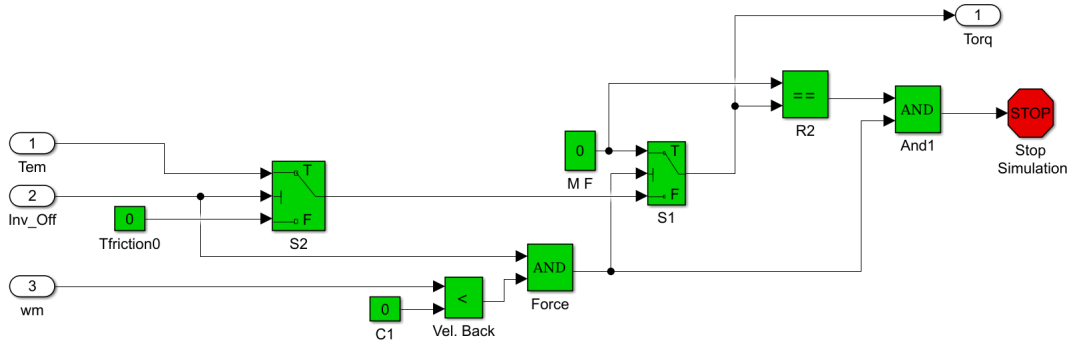 1
Torq
==
R2
AND
And1
STOP
Stop
Simulation
0
M F
T
F
S1
1
Tem
2
Inv_Off
0
Tfriction0
T
F
S2
AND
Force
3
wm
0
C1
<
Vel. Back